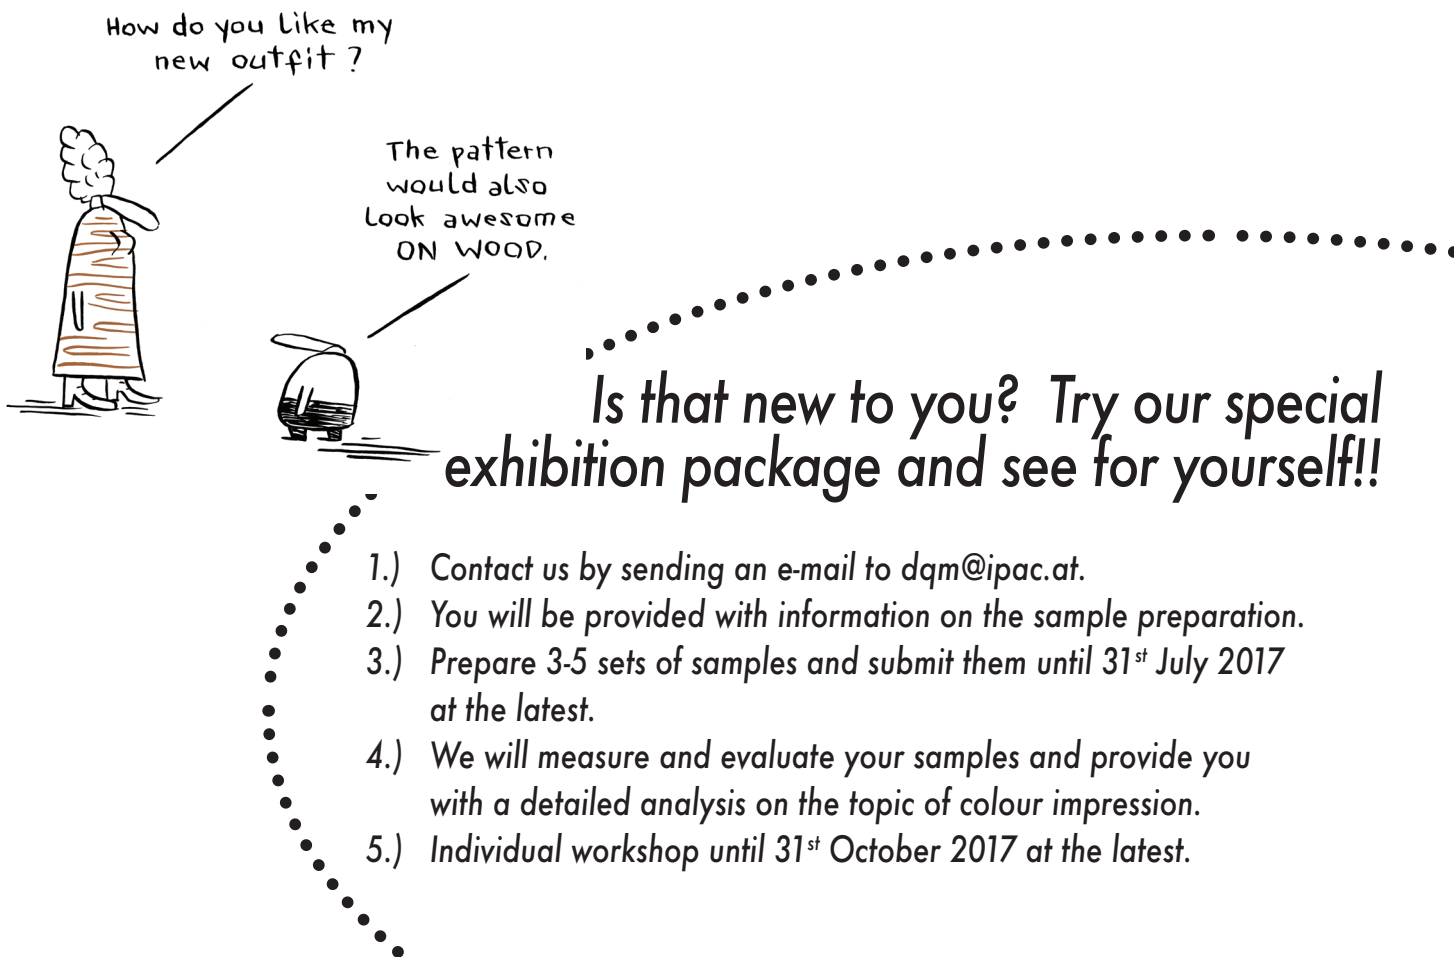 How do you like my
new outfit ?
The pattern
would also
look awesome
ON WOOD.
Is that new to you? Try our special
exhibition package and see for yourself!!
1.) Contact us by sending an e-mail to dqm@ipac.at.
2.) You will be provided with information on the sample preparation.
3.) Prepare 3-5 sets of samples and submit them until 31st July 2017
at the latest.
4.) We will measure and evaluate your samples and provide you
with a detailed analysis on the topic of colour impression.
5.) Individual workshop until 31st October 2017 at the latest.